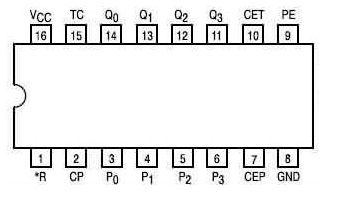 VCC TC Q0 Q1 Q2 Q3 CET PE
16 15 14 13 12 11 10 9
1 2 3 4 5 6 7 8
*R CP P0 P1 P2 P3 CEP GND